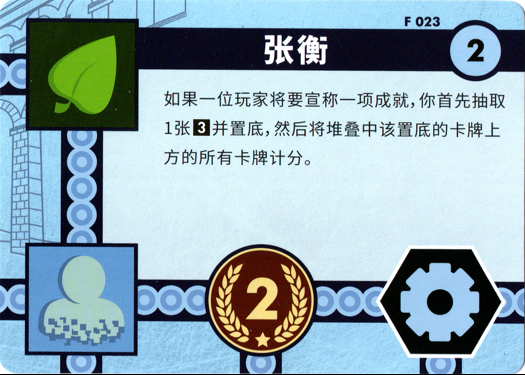 F 023
张衡
2
如果一位玩家将要宣称一项成就，你首先抽取
1张3并置底，然后将堆叠中该置底的卡牌上
方的所有卡牌计分。
2